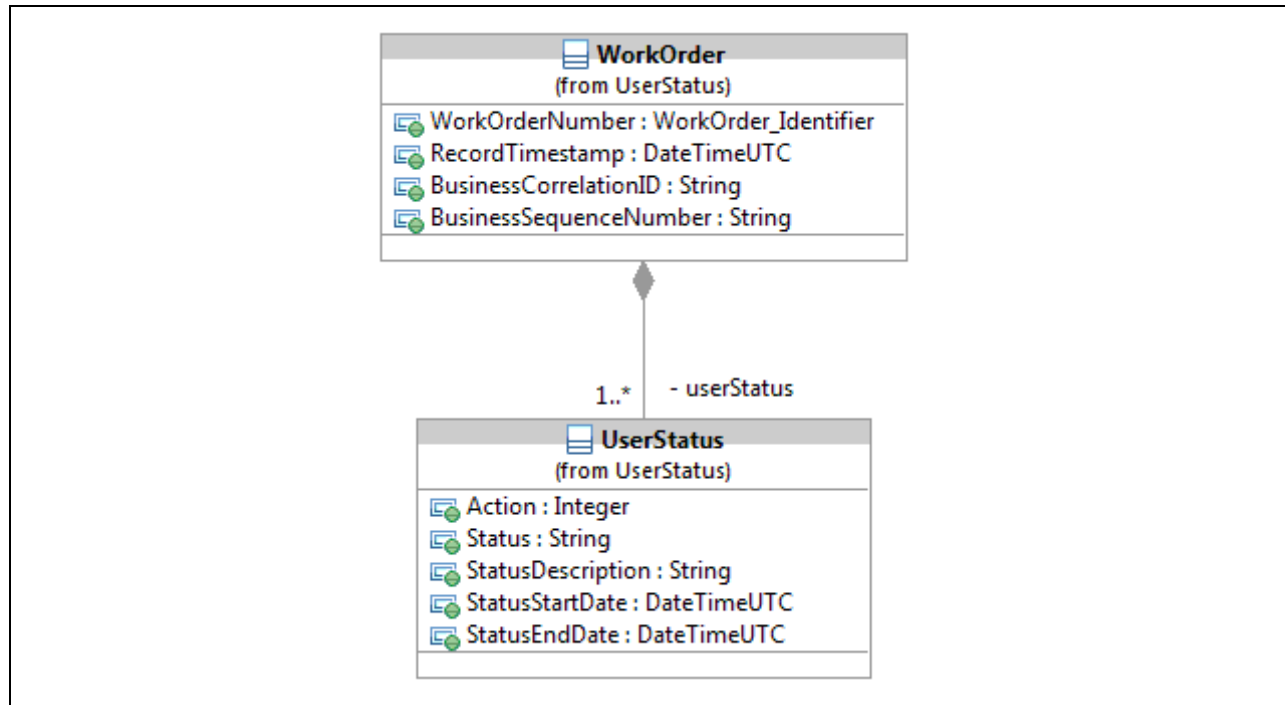 WorkOrder
(from UserStatus)
WorkOrderNumber : WorkOrder_Identifier
RecordTimestamp : DateTimeUTC
BusinessCorrelationID : String
BusinessSequenceNumber : String
1..* - userStatus
UserStatus
(from UserStatus)
Action : Integer
Status : String
StatusDescription : String
StatusStartDate : DateTimeUTC
StatusEndDate : DateTimeUTC